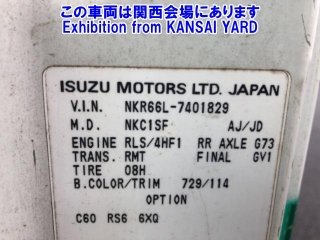 この車両は関西会場にあります
Exhibition from KANSAI YARD
ISUZU MOTORS LTD. JAPAN
V.I.N. NKR66L-7401829
M.D. NKC1SF AJ/JD
ENGINE RLS/4HF1 RR AXLE G73
TRANS. RMT FINAL GV1
TIRE 08H
B.COLOR/TRIM 729/114
OPTION
C60 RS6 6XQ